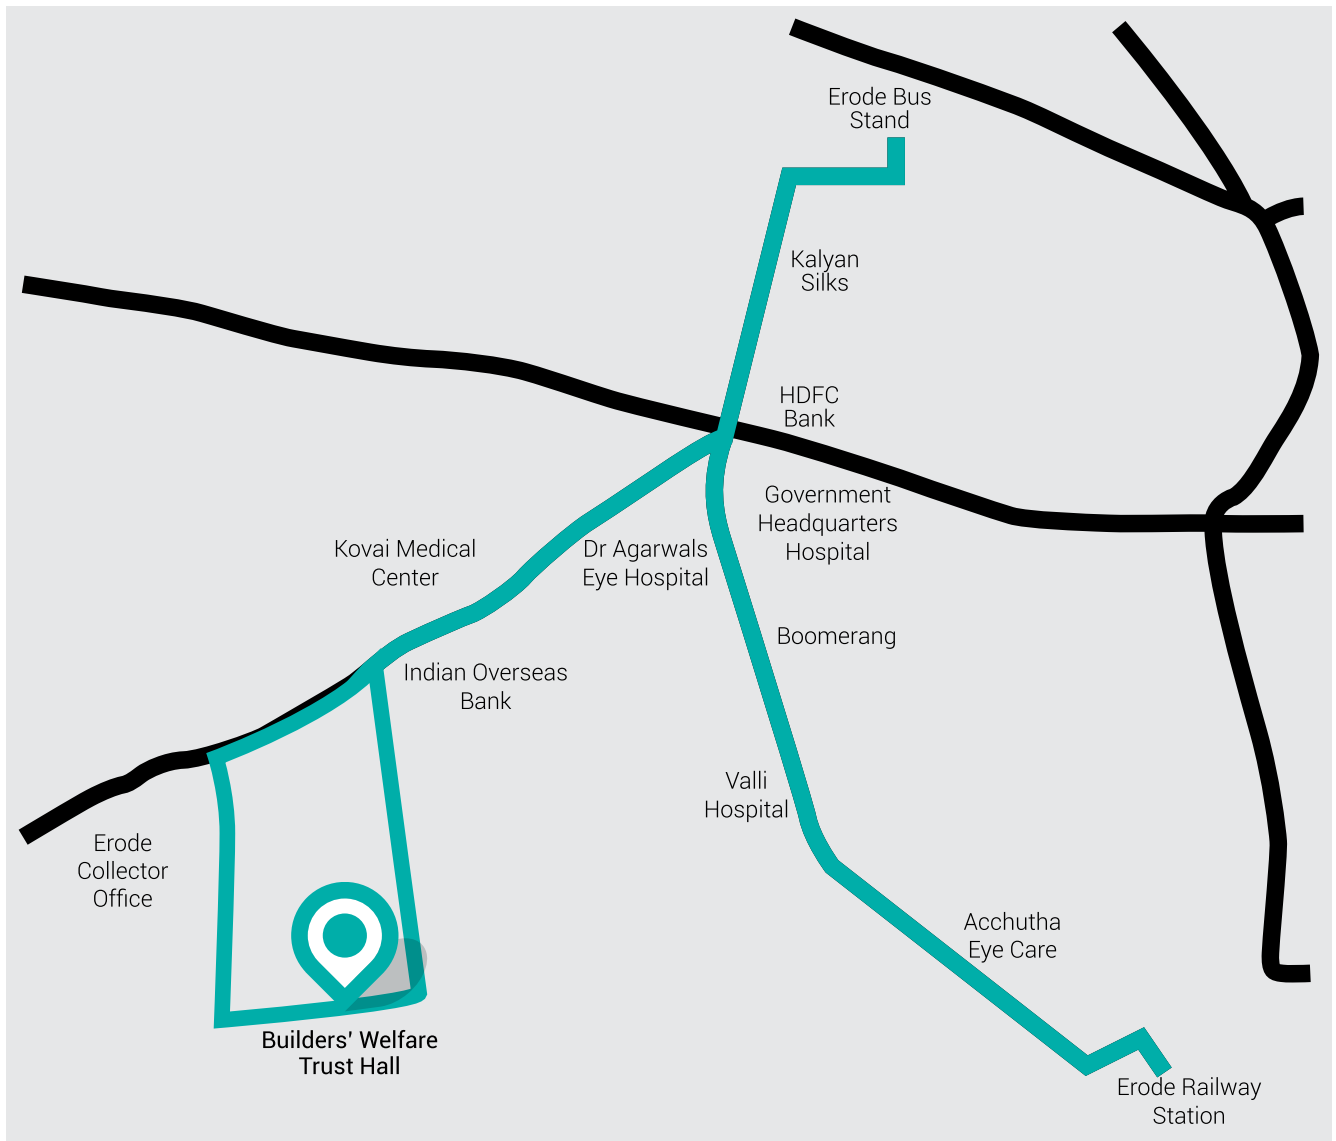 Erode Bus
Stand
Kalyan
Silks
HDFC
Bank
Government
Headquarters
Hospital
Kovai Medical
Center
Dr Agarwals
Eye Hospital
Boomerang
Indian Overseas
Bank
Valli
Hospital
Erode
Collector
Office
Acchutha
Eye Care
Builders' Welfare
Trust Hall
Erode Railway
Station